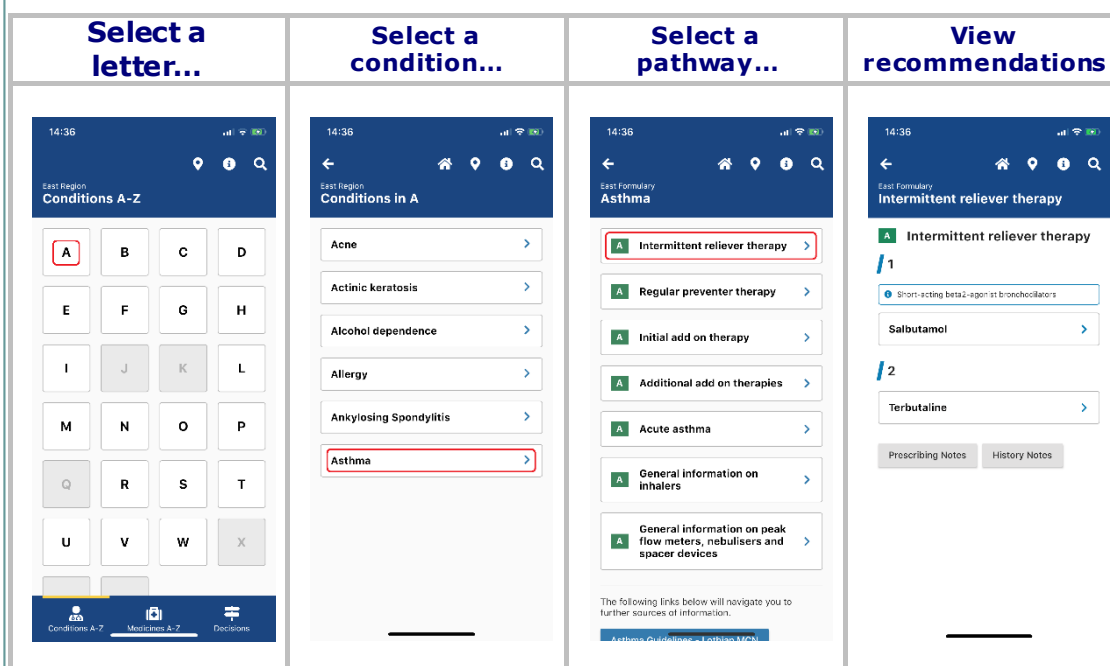 Select a
letter...
Select a
condition...
Select a
pathway...
View
recommendations
14:36
East Region
Conditions A-Z
A B C D
E F G H
I J K L
M N O P
Q R S T
U V W X
Conditions A-Z Medicines A-Z Decisions
14:36
East Region
Conditions in A
Acne
Actinic keratosis
Alcohol dependence
Allergy
Ankylosing Spondylitis
Asthma
14:36
East Formulary
Asthma
A Intermittent reliever therapy
A Regular preventer therapy
A Initial add on therapy
A Additional add on therapies
A Acute asthma
A General information on
inhalers
A General information on peak
flow meters, nebulisers and
spacer devices
The following links below will navigate you to
further sources of information.
Asthma Guidelines - Lothian MCN
14:36
East Formulary
Intermittent reliever therapy
A Intermittent reliever therapy
1
Short-acting beta2-agonist bronchodilators
Salbutamol
2
Terbutaline
Prescribing Notes History Notes